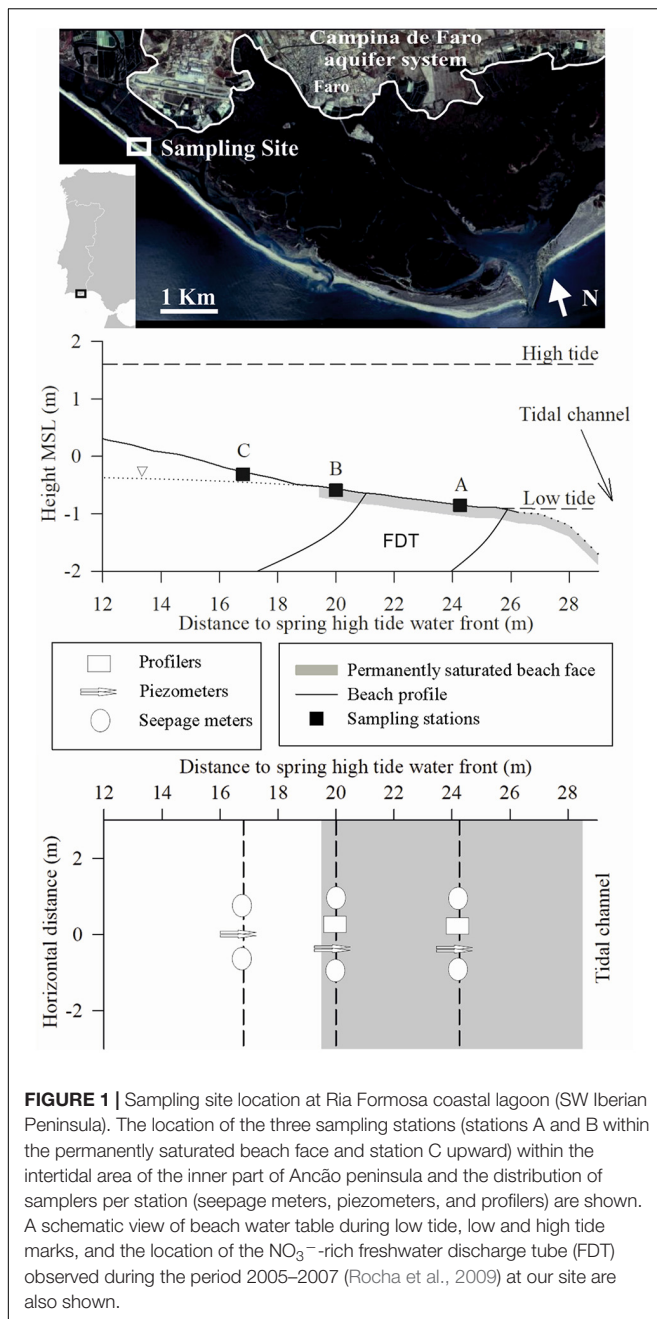 Campina de Faro
aquifer system
Faro
Sampling Site
1 Km
N
2
High tide
1
Height MSL (m)
Tidal channel
C
0
B
A
Low tide
-1
FDT
-2
12 14 16 18 20 22 24 26 28
Distance to spring high tide water front (m)
Profilers
Piezometers
Seepage meters
Permanently saturated beach face
Beach profile
Sampling stations
Distance to spring high tide water front (m)
12 14 16 18 20 22 24 26 28
Horizontal distance (m)
2
0
-2
Tidal channel
FIGURE 1 | Sampling site location at Ria Formosa coastal lagoon (SW Iberian
Peninsula). The location of the three sampling stations (stations A and B within
the permanently saturated beach face and station C upward) within the
intertidal area of the inner part of Ancão peninsula and the distribution of
samplers per station (seepage meters, piezometers, and profilers) are shown.
A schematic view of beach water table during low tide, low and high tide
marks, and the location of the NO₃⁻-rich freshwater discharge tube (FDT)
observed during the period 2005–2007 (Rocha et al., 2009) at our site are
also shown.